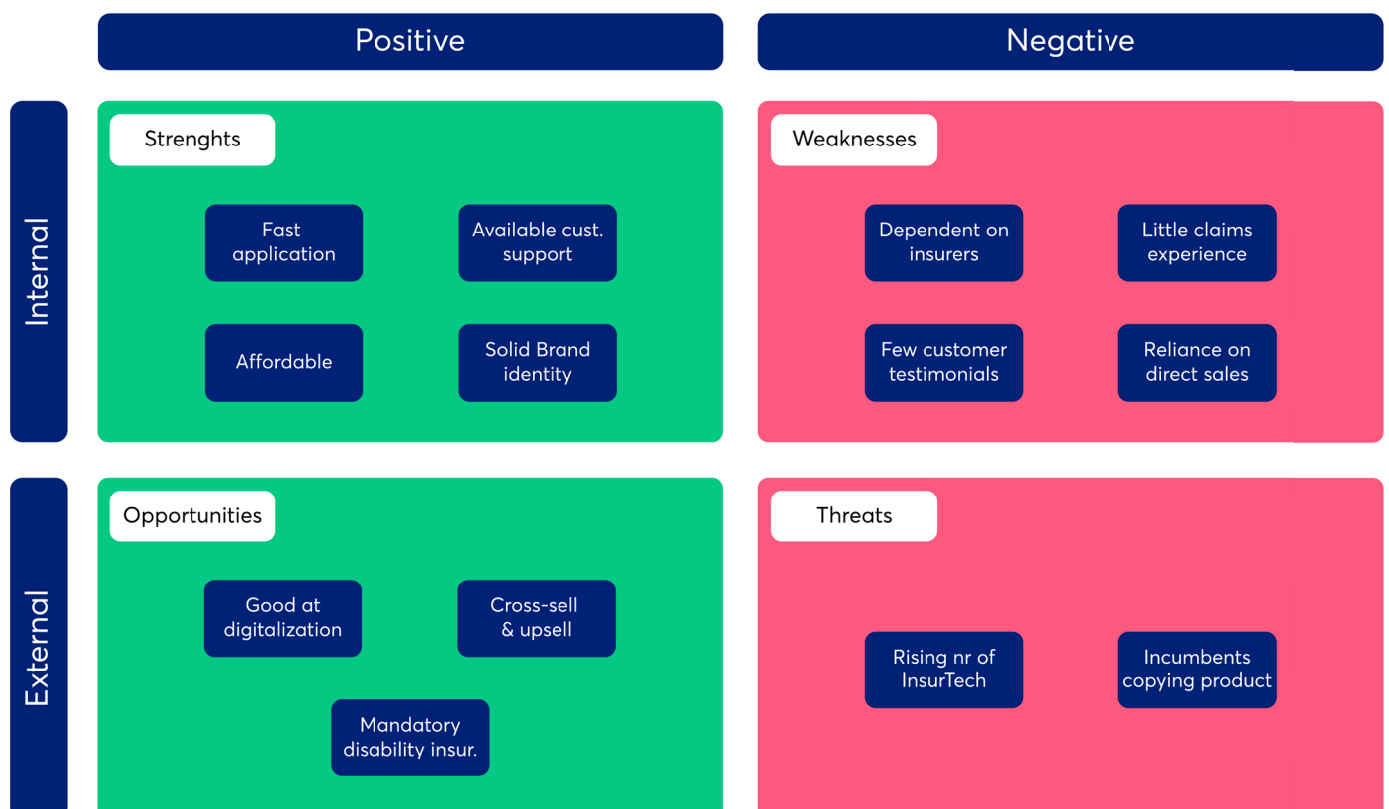 Positive
Negative
Internal
Strenghts
Fast
application
Available cust.
support
Affordable
Solid Brand
identity
Weaknesses
Dependent on
insurers
Little claims
experience
Few customer
testimonials
Reliance on
direct sales
External
Opportunities
Good at
digitalization
Cross-sell
& upsell
Mandatory
disability insur.
Threats
Rising nr of
InsurTech
Incumbents
copying product